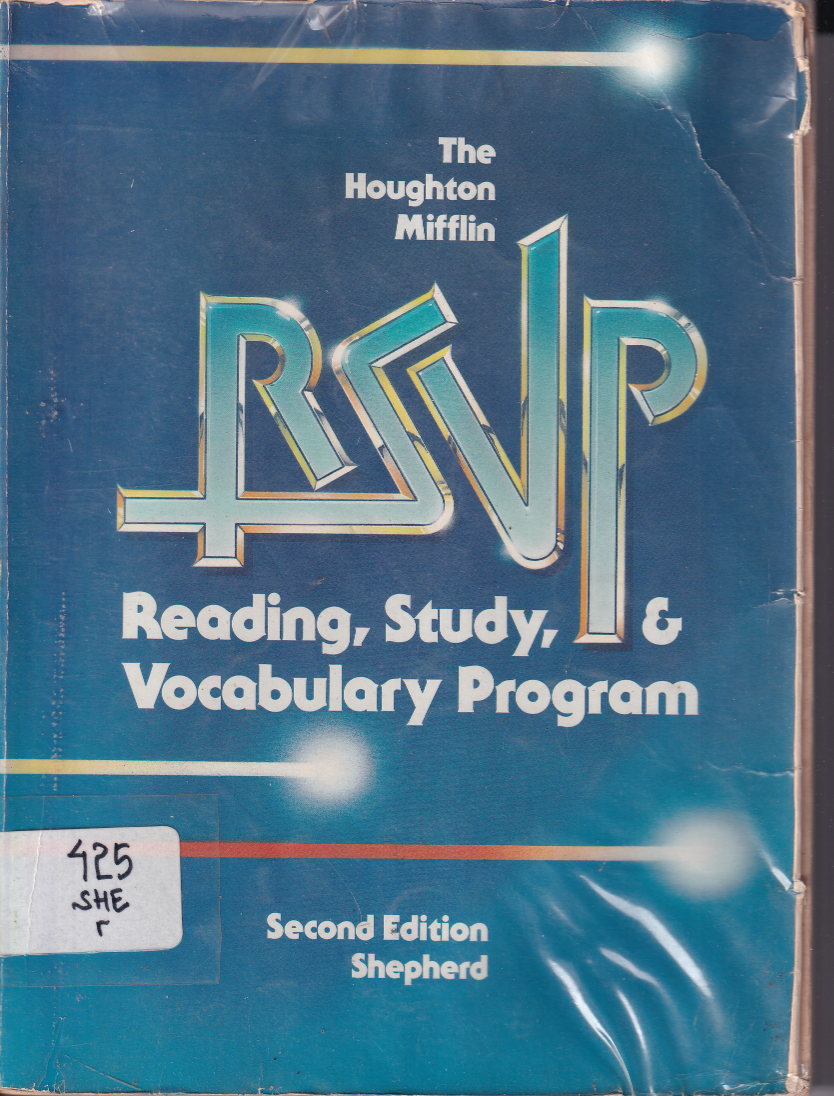 The
Houghton
Mifflin
RSVP
Reading, Study, &
Vocabulary Program
425
SHE
r
Second Edition
Shepherd